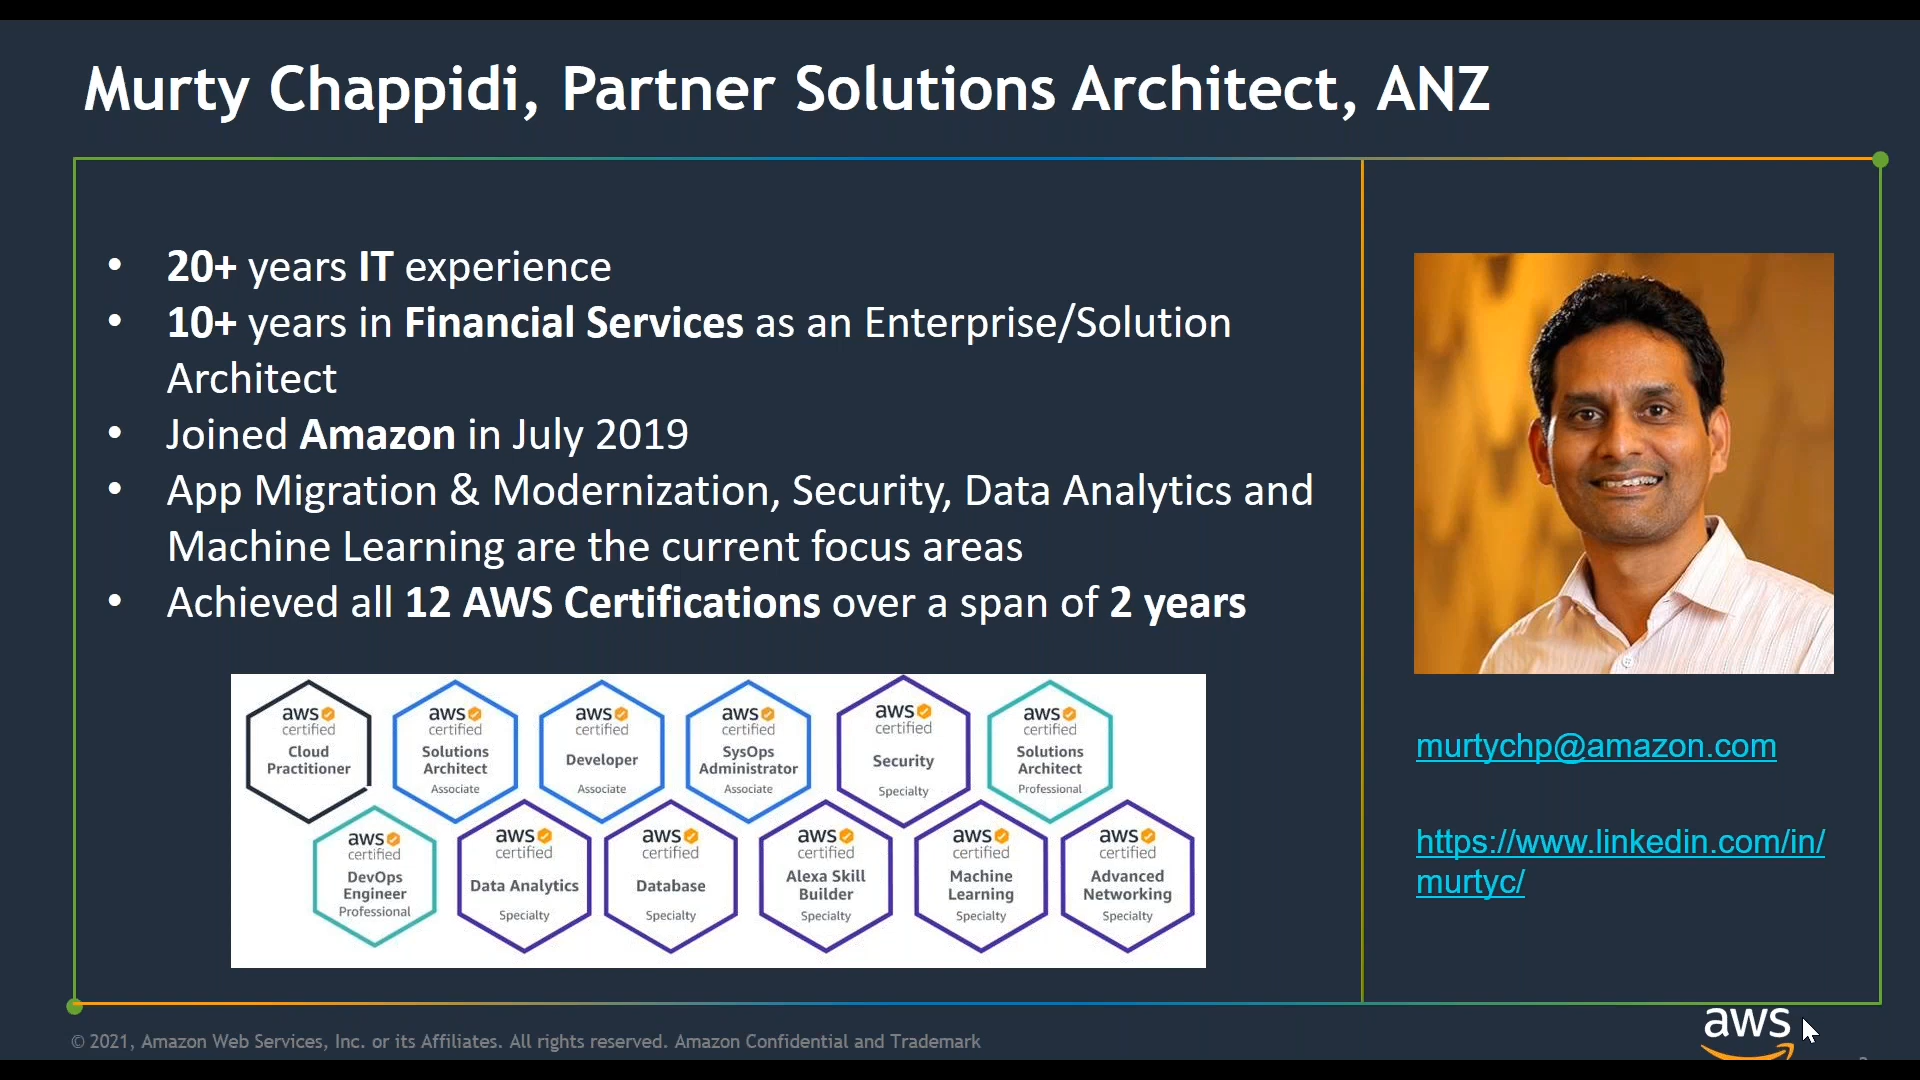 Murty Chappidi, Partner Solutions Architect, ANZ
• 20+ years IT experience
• 10+ years in Financial Services as an Enterprise/Solution
Architect
• Joined Amazon in July 2019
• App Migration & Modernization, Security, Data Analytics and
Machine Learning are the current focus areas
• Achieved all 12 AWS Certifications over a span of 2 years
aws certified Cloud Practitioner
aws certified Solutions Architect Associate
aws certified Developer Associate
aws certified SysOps Administrator Associate
aws certified Security Specialty
aws certified Solutions Architect Professional
aws certified DevOps Engineer Professional
aws certified Data Analytics Specialty
aws certified Database Specialty
aws certified Alexa Skill Builder Specialty
aws certified Machine Learning Specialty
aws certified Advanced Networking Specialty
murtychp@amazon.com
https://www.linkedin.com/in/
murtyc/
© 2021, Amazon Web Services, Inc. or its Affiliates. All rights reserved. Amazon Confidential and Trademark
aws